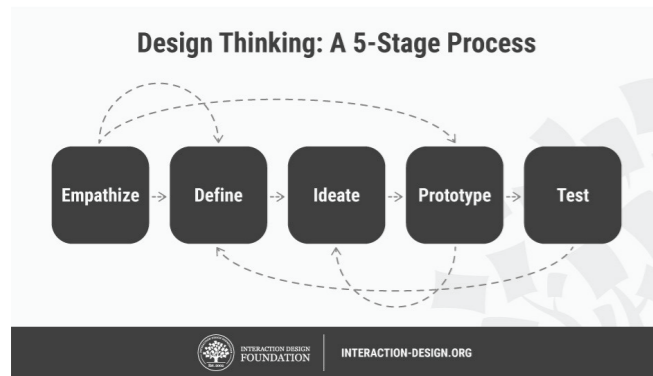 Design Thinking: A 5-Stage Process
Empathize
Define
Ideate
Prototype
Test
INTERACTION DESIGN
FOUNDATION
INTERACTION-DESIGN.ORG